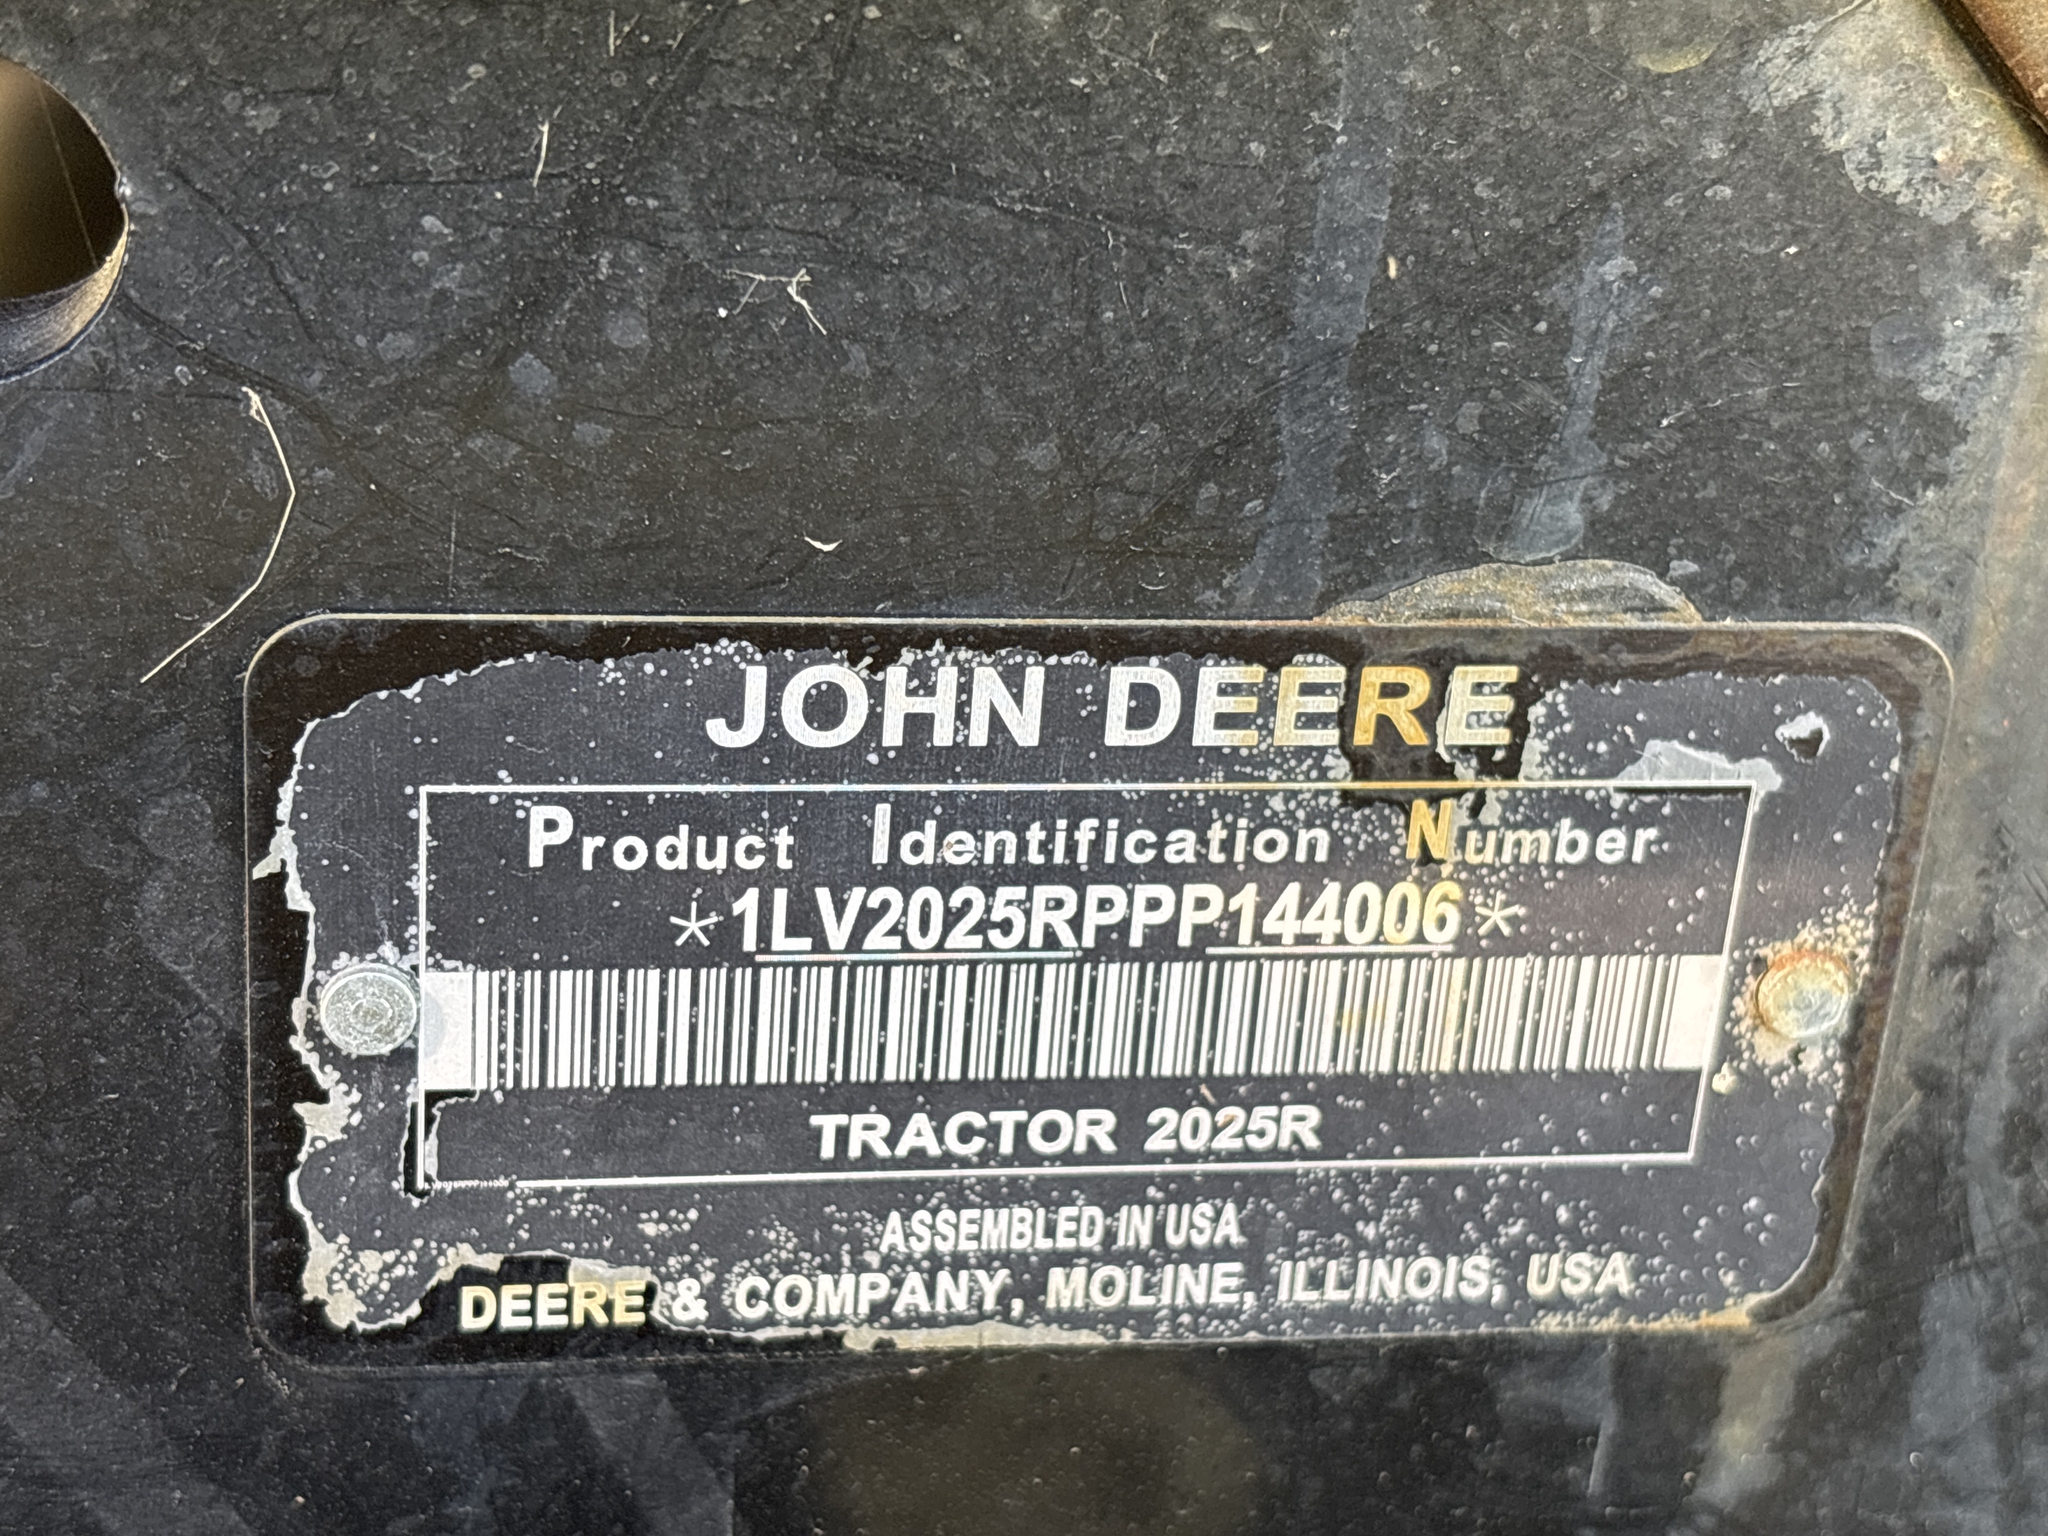 JOHN DEERE
Product Identification Number
*1LV2025RPPP144006*
TRACTOR 2025R
ASSEMBLED IN USA
DEERE & COMPANY, MOLINE, ILLINOIS, USA